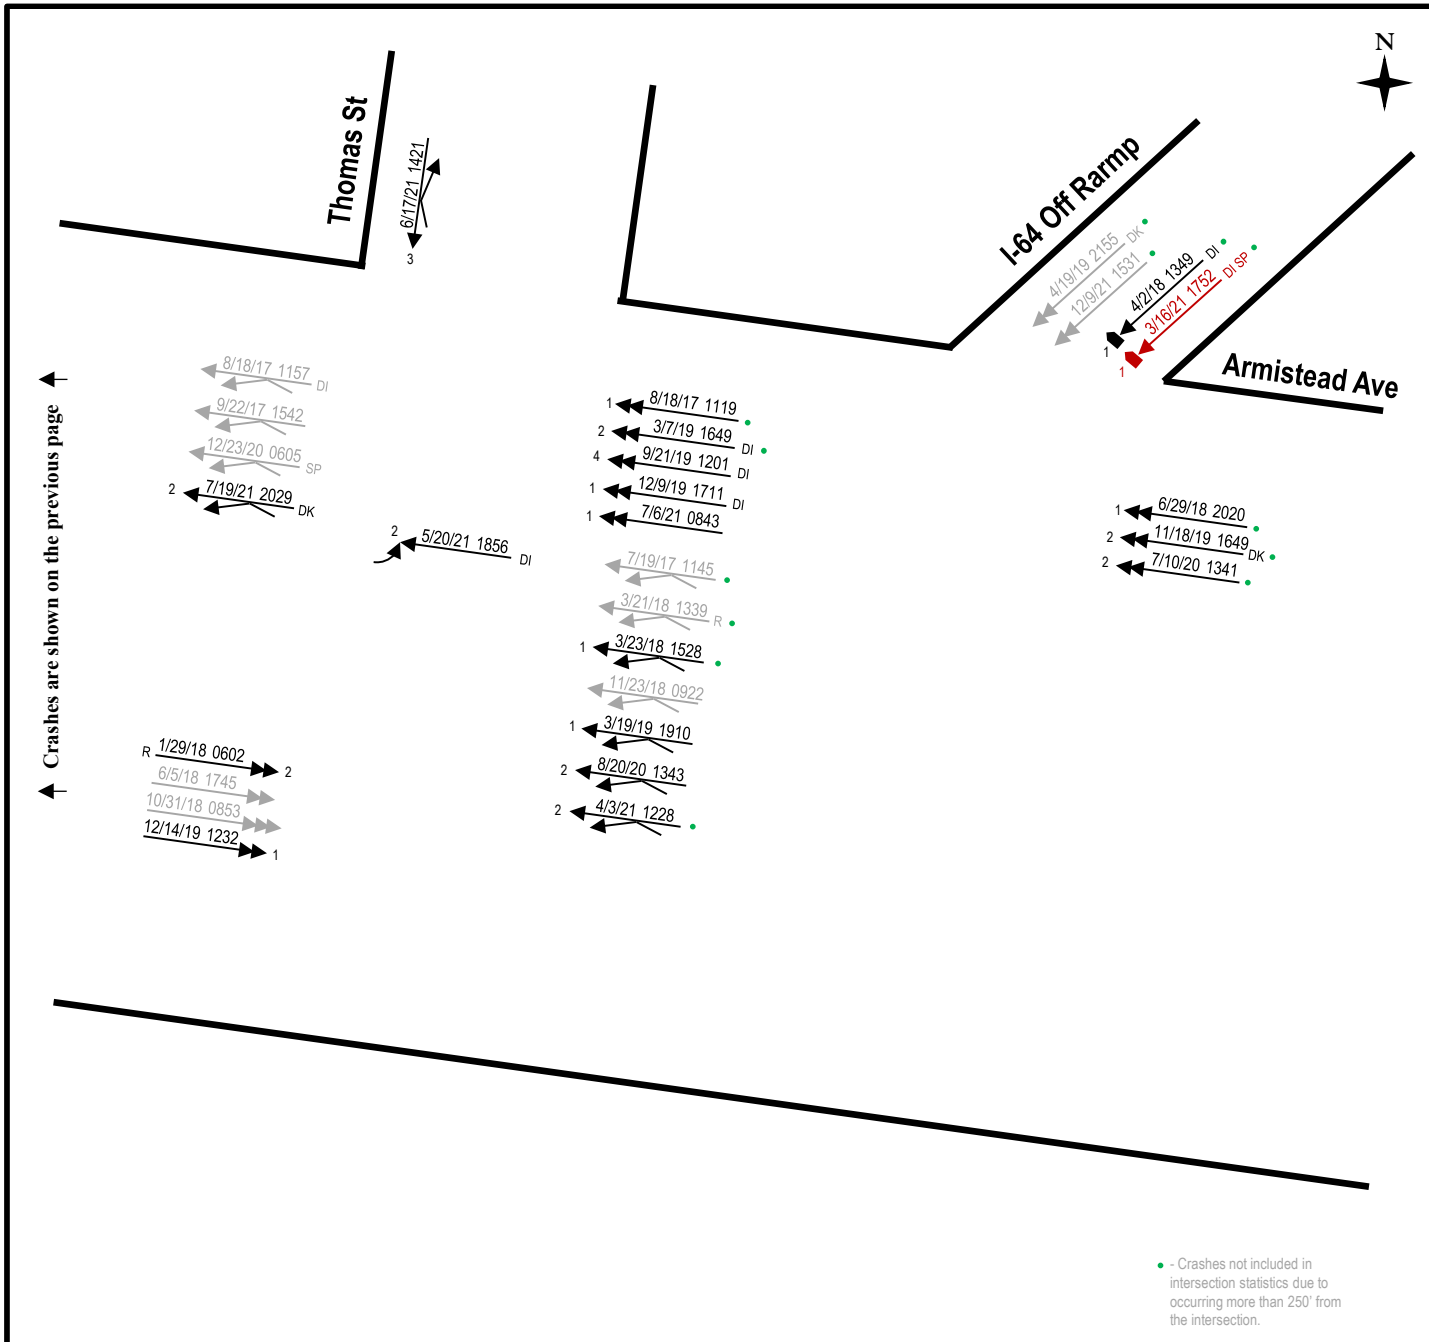 N
Thomas St
6/17/21 1421
3
I-64 Off Rarmp
4/19/19 2155 DK
12/9/21 1531
4/2/18 1349 DI
1
3/16/21 1752 DI SP
1
Armistead Ave
Crashes are shown on the previous page
8/18/17 1157 DI
9/22/17 1542
12/23/20 0605 SP
2 7/19/21 2029 DK
2 5/20/21 1856 DI
1 8/18/17 1119
2 3/7/19 1649 DI
4 9/21/19 1201 DI
1 12/9/19 1711 DI
1 7/6/21 0843
7/19/17 1145
3/21/18 1339 R
1 3/23/18 1528
11/23/18 0922
1 3/19/19 1910
2 8/20/20 1343
2 4/3/21 1228
1 6/29/18 2020
2 11/18/19 1649 DK
2 7/10/20 1341
R 1/29/18 0602 2
6/5/18 1745
10/31/18 0853
12/14/19 1232 1
- Crashes not included in
intersection statistics due to
occurring more than 250' from
the intersection.